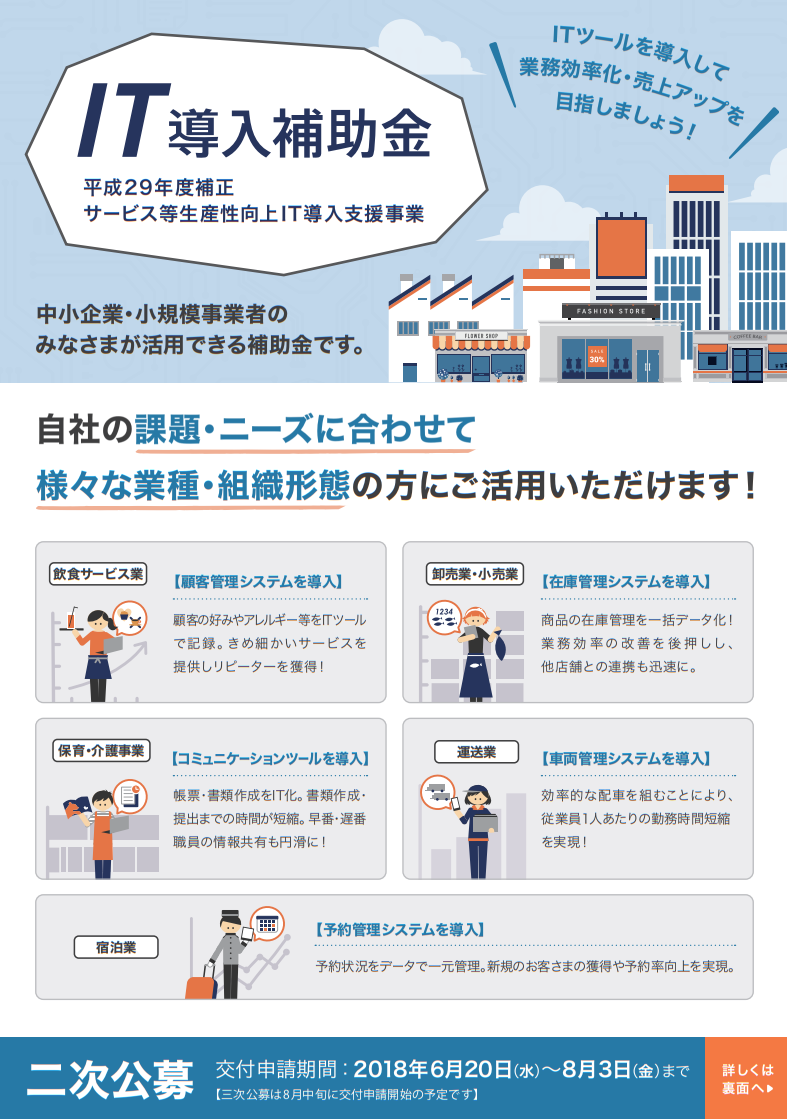 ITツールを導入して
業務効率化・売上アップを
目指しましょう！
IT導入補助金
平成29年度補正
サービス等生産性向上IT導入支援事業
中小企業・小規模事業者の
みなさまが活用できる補助金です。
FLOWER SHOP
FASHION STORE
SALE
30%
COFFEE BAR
自社の課題・ニーズに合わせて
様々な業種・組織形態の方にご活用いただけます！
飲食サービス業
【顧客管理システムを導入】
顧客の好みやアレルギー等をITツール
で記録。きめ細かいサービスを
提供しリピーターを獲得！
卸売業・小売業
1234
【在庫管理システムを導入】
商品の在庫管理を一括データ化！
業務効率の改善を後押しし、
他店舗との連携も迅速に。
保育・介護事業
【コミュニケーションツールを導入】
帳票・書類作成をIT化。書類作成・
提出までの時間が短縮。早番・遅番
職員の情報共有も円滑に！
運送業
【車両管理システムを導入】
効率的な配車を組むことにより、
従業員1人あたりの勤務時間短縮
を実現！
宿泊業
【予約管理システムを導入】
予約状況をデータで一元管理。新規のお客さまの獲得や予約率向上を実現。
二次公募
交付申請期間：2018年6月20日（水）～8月3日（金）まで
【三次公募は8月中旬に交付申請開始の予定です】
詳しくは
裏面へ▶